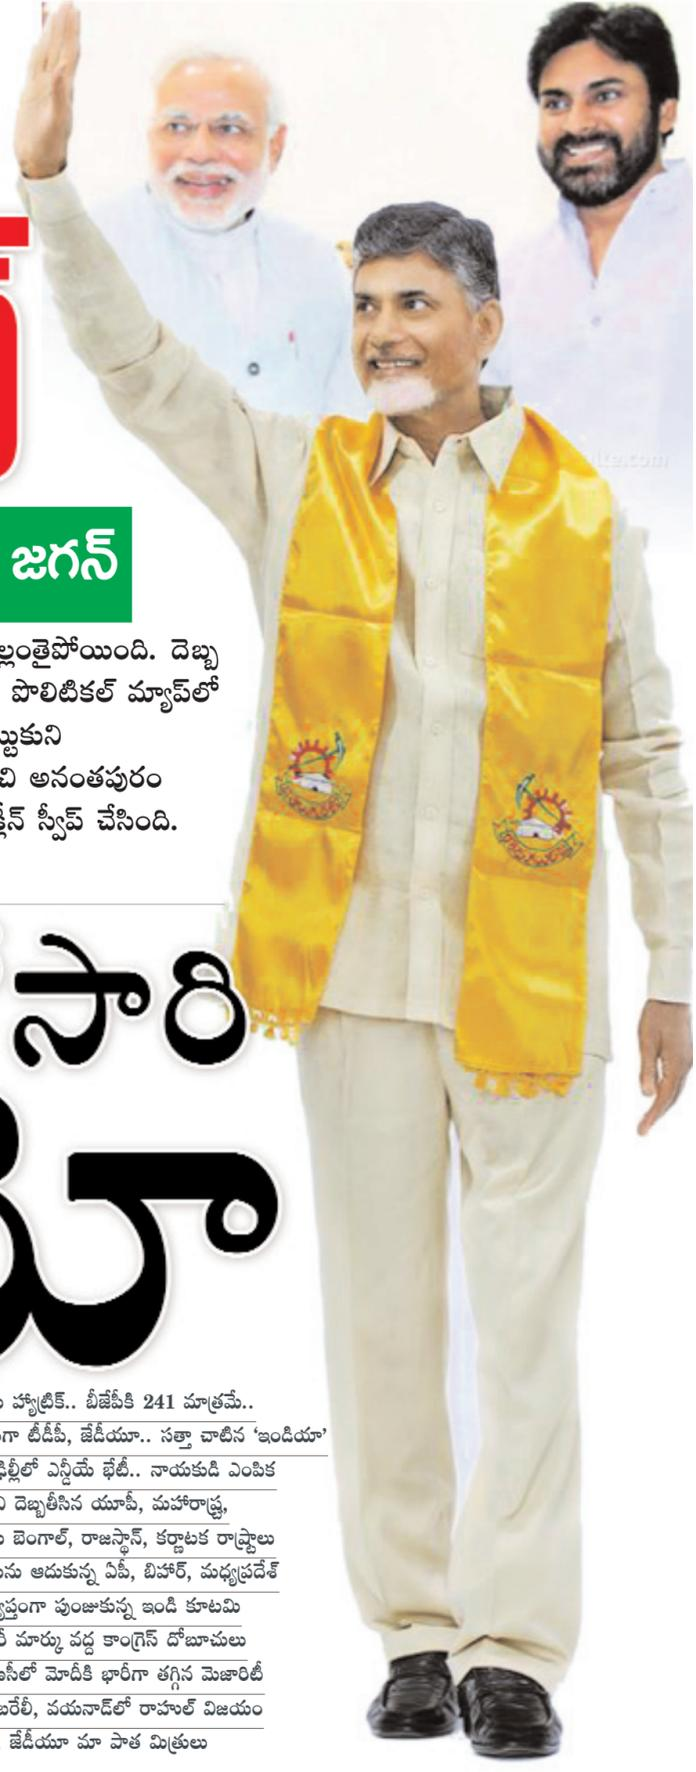 జగన్
ల్లంతైపోయింది. దెబ్బ
పొలిటికల్ మ్యాప్‌లో
ట్టుకుని
చి అనంతపురం
క్లీన్ స్వీప్ చేసింది.
సారి
హ్యాట్రిక్.. బీజేపీకి 241 మాత్రమే..
గా టీడీపీ, జేడీయూ.. సత్తా చాటిన ‘ఇండియా’
ఢిల్లీలో ఎన్డీయే భేటీ.. నాయకుడి ఎంపిక
ని దెబ్బతీసిన యూపీ, మహారాష్ట్ర,
బెంగాల్, రాజస్థాన్, కర్ణాటక రాష్ట్రాలు
ను ఆదుకున్న ఏపీ, బిహార్, మధ్యప్రదేశ్
పుంజుకున్న ఇండి కూటమి
మార్కు వద్ద కాంగ్రెస్ దోబూచులు
ణసీలో మోదీకి భారీగా తగ్గిన మెజారిటీ
బరేలీ, వయనాడ్‌లో రాహుల్ విజయం
జేడీయూ మా పాత మిత్రులు